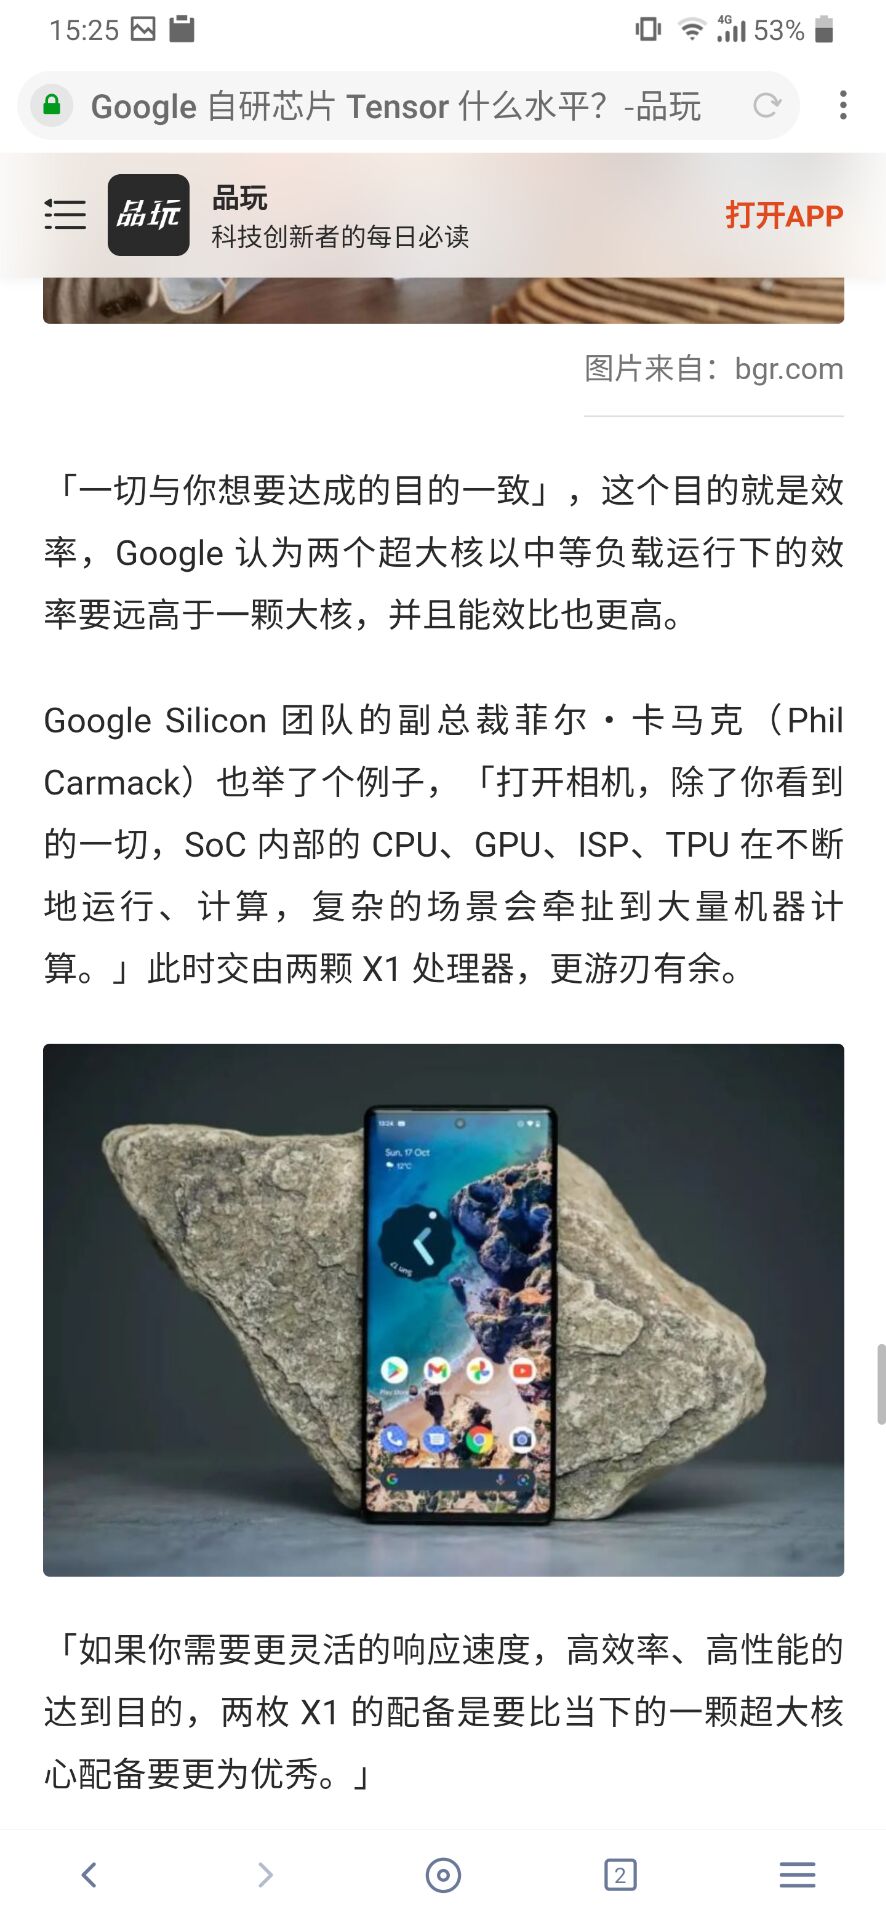 15:25
4G
53%
Google 自研芯片 Tensor 什么水平？-品玩
品玩
品玩
科技创新者的每日必读
打开APP
图片来自：bgr.com
「一切与你想要达成的目的一致」，这个目的就是效
率，Google 认为两个超大核以中等负载运行下的效
率要远高于一颗大核，并且能效比也更高。
Google Silicon 团队的副总裁菲尔·卡马克（Phil
Carmack）也举了个例子，「打开相机，除了你看到
的一切，SoC 内部的 CPU、GPU、ISP、TPU 在不断
地运行、计算，复杂的场景会牵扯到大量机器计
算。」此时交由两颗 X1 处理器，更游刃有余。
Sun, 17 Oct
12°C
Sun 17
Play Store
「如果你需要更灵活的响应速度，高效率、高性能的
达到目的，两枚 X1 的配备是要比当下的一颗超大核
心配备要更为优秀。」
2